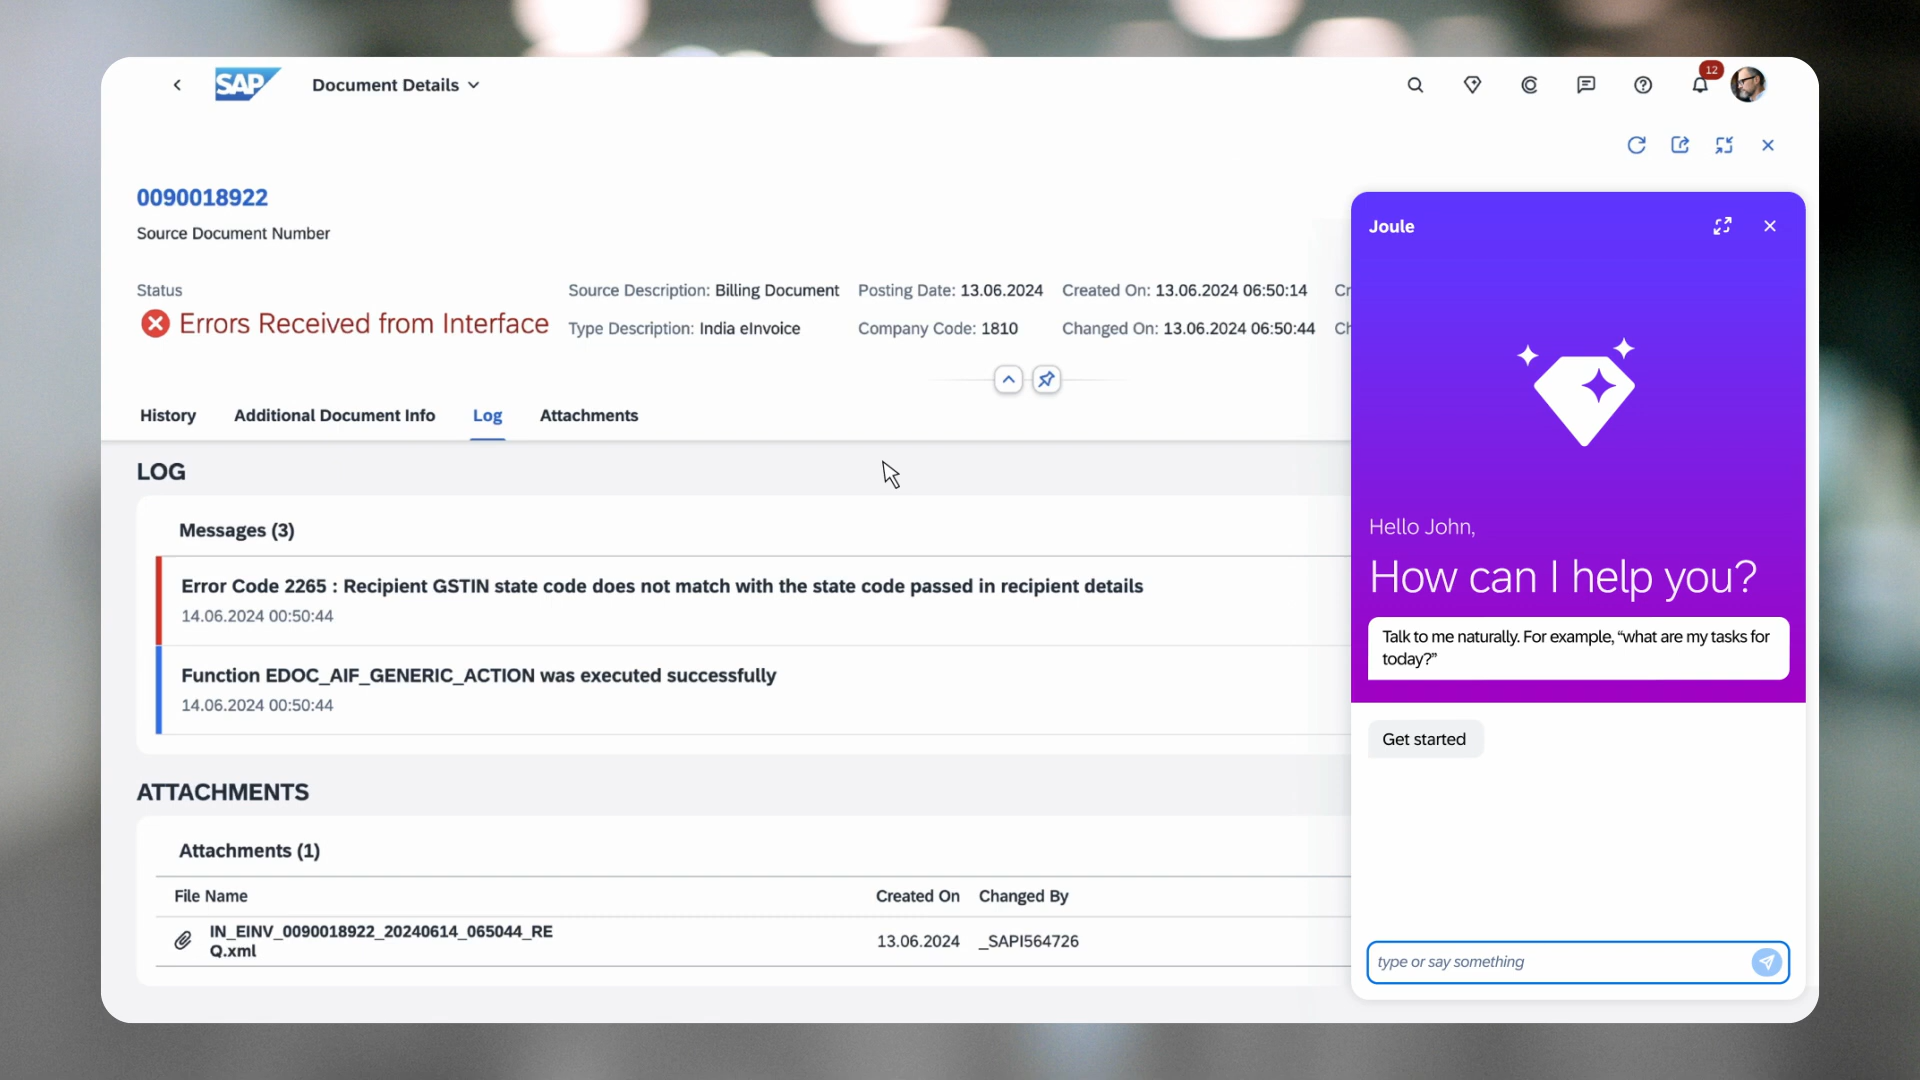 SAP Document Details
12
0090018922
Source Document Number
Status
Errors Received from Interface
Source Description: Billing Document
Type Description: India eInvoice
Posting Date: 13.06.2024
Company Code: 1810
Created On: 13.06.2024 06:50:14
Changed On: 13.06.2024 06:50:44
Cr
Ch
History Additional Document Info Log Attachments
LOG
Messages (3)
Error Code 2265 : Recipient GSTIN state code does not match with the state code passed in recipient details
14.06.2024 00:50:44
Function EDOC_AIF_GENERIC_ACTION was executed successfully
14.06.2024 00:50:44
ATTACHMENTS
Attachments (1)
File Name Created On Changed By
IN_EINV_0090018922_20240614_065044_RE
Q.xml
13.06.2024 _SAPI564726
Joule
Hello John,
How can I help you?
Talk to me naturally. For example, “what are my tasks for
today?”
Get started
type or say something